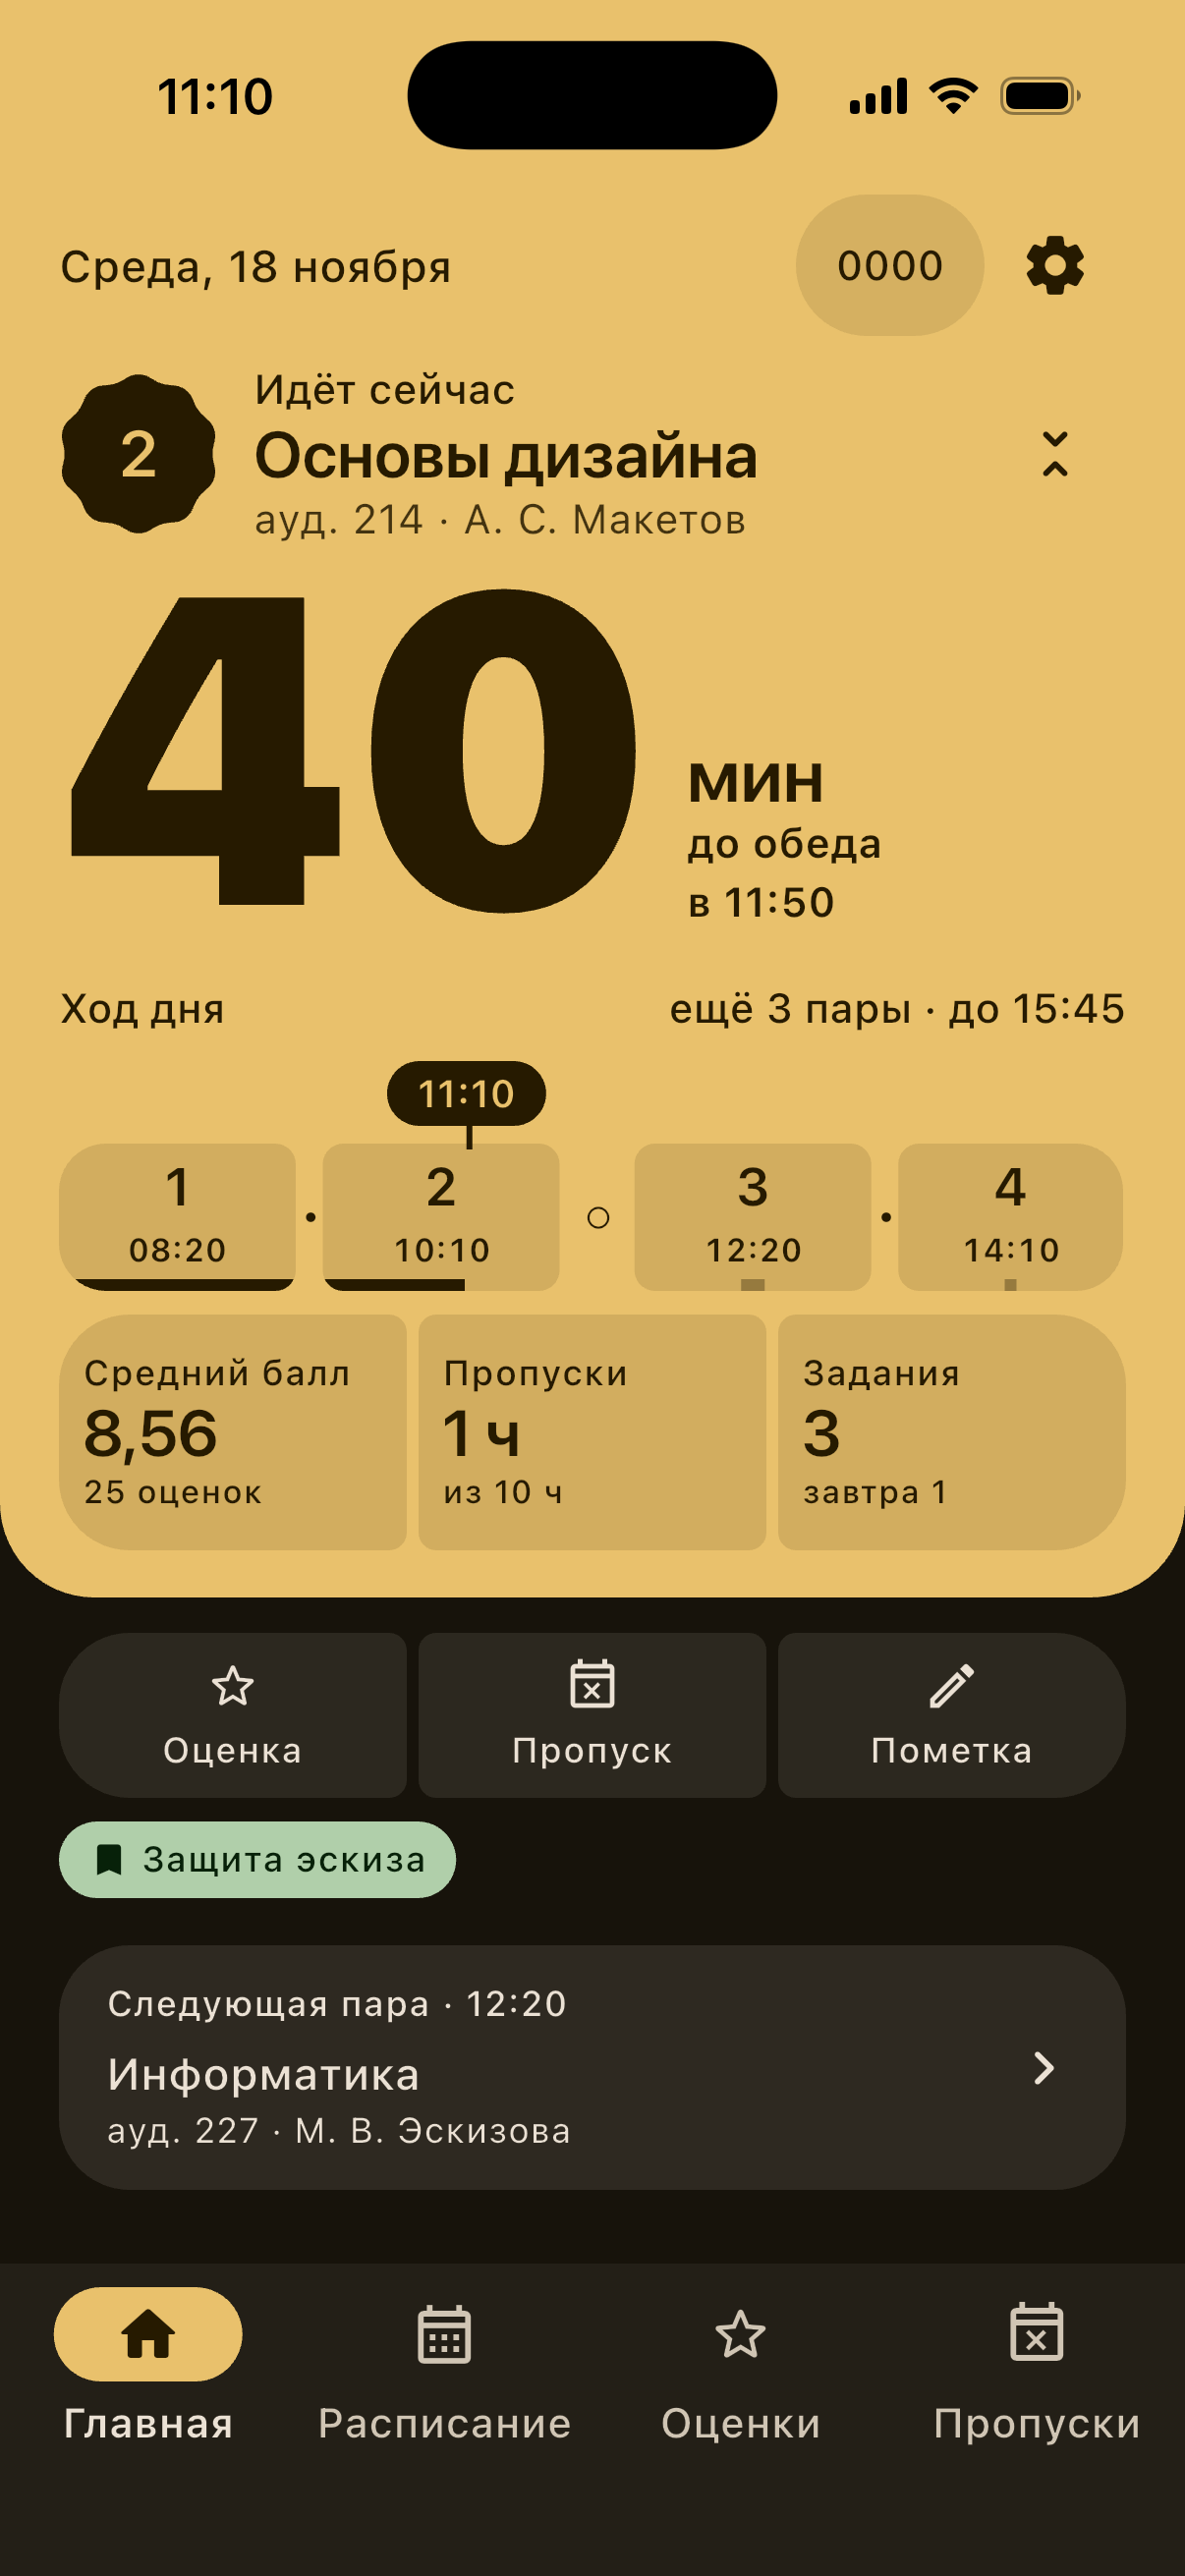 11:10
Среда, 18 ноября
0000
2
Идёт сейчас
Основы дизайна
ауд. 214 · А. С. Макетов
40
мин
до обеда
в 11:50
Ход дня
ещё 3 пары · до 15:45
11:10
1
08:20
2
10:10
3
12:20
4
14:10
Средний балл
8,56
25 оценок
Пропуски
1 ч
из 10 ч
Задания
3
завтра 1
Оценка
Пропуск
Пометка
Защита эскиза
Следующая пара · 12:20
Информатика
ауд. 227 · М. В. Эскизова
Главная
Расписание
Оценки
Пропуски